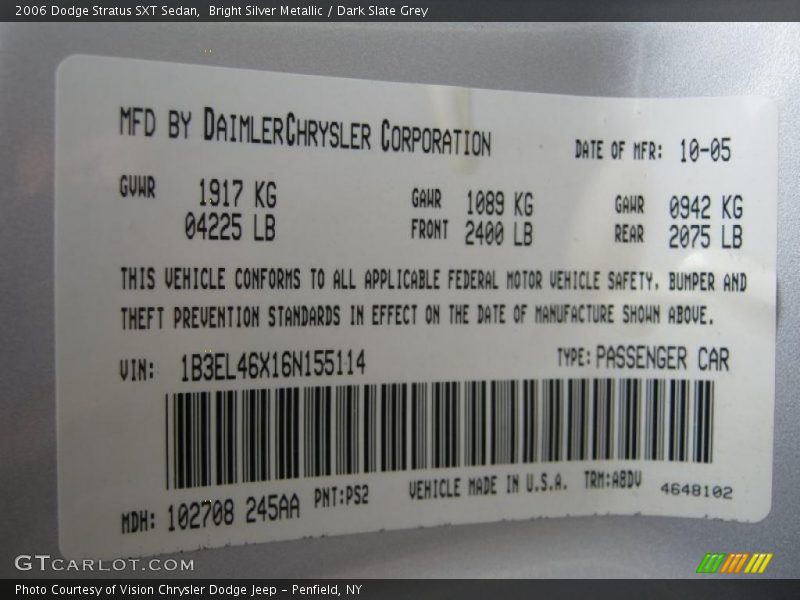 2006 Dodge Stratus SXT Sedan,  Bright Silver Metallic / Dark Slate Grey
MFD BY DAIMLERCHRYSLER CORPORATION DATE OF MFR: 10-05
GVWR 1917 KG GAWR 1089 KG GAWR 0942 KG
04225 LB FRONT 2400 LB REAR 2075 LB
THIS VEHICLE CONFORMS TO ALL APPLICABLE FEDERAL MOTOR VEHICLE SAFETY, BUMPER AND
THEFT PREVENTION STANDARDS IN EFFECT ON THE DATE OF MANUFACTURE SHOWN ABOVE.
VIN: 1B3EL46X16N155114 TYPE: PASSENGER CAR
MDH: 102708 245AA PNT:PS2 VEHICLE MADE IN U.S.A. TRM:A8DV 4648102
GTCARLOT.COM
Photo Courtesy of Vision Chrysler Dodge Jeep - Penfield, NY